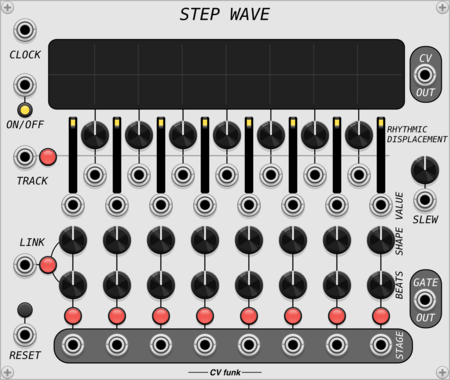 STEP WAVE
CLOCK
CV
OUT
ON/OFF
RHYTHMIC
DISPLACEMENT
TRACK
VALUE
SLEW
SHAPE
LINK
BEATS
GATE
OUT
RESET
STAGE
CV funk